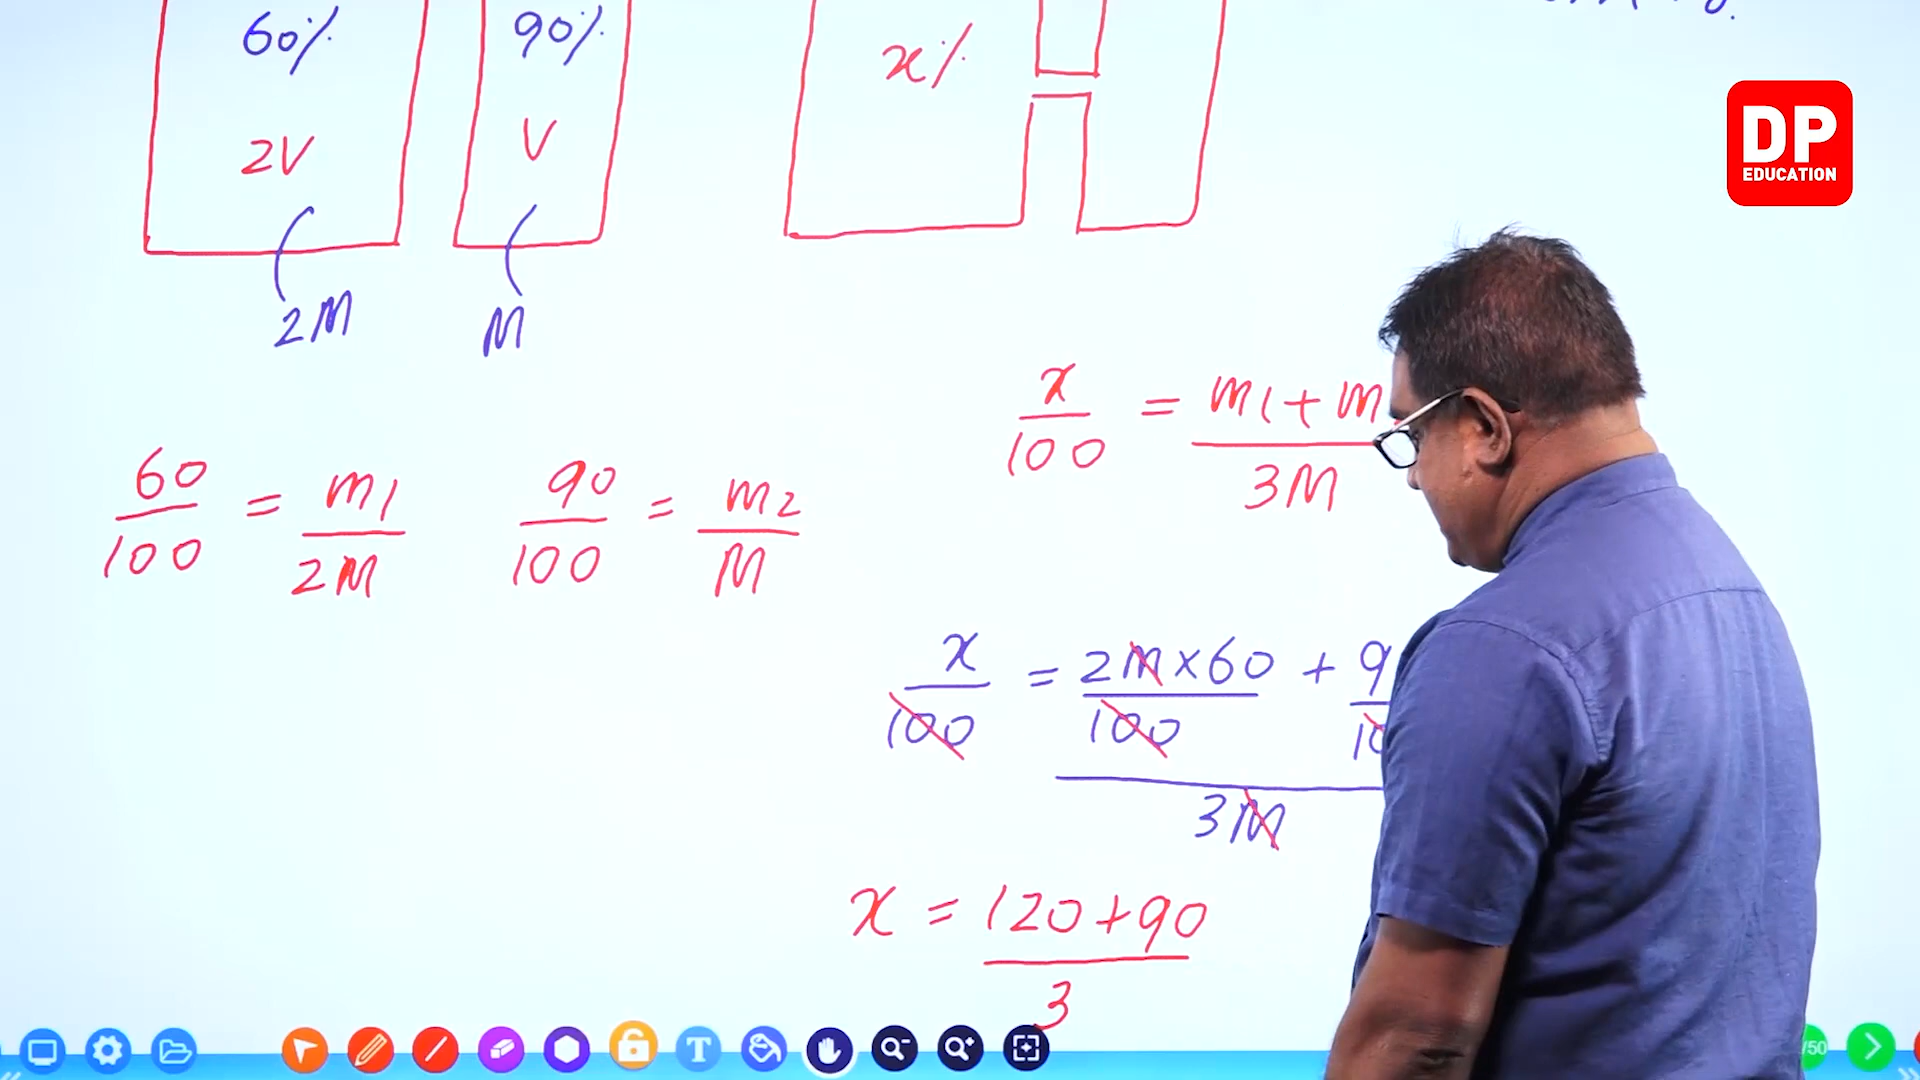 60% 90% x%
DP
EDUCATION
2V V
2M M
x/100 = m1 + m / 3M
60/100 = m1/2M 90/100 = m2/M
x/100 = 2M×60/100 + 9 / 3M
x = 120+90 / 3
T
/50